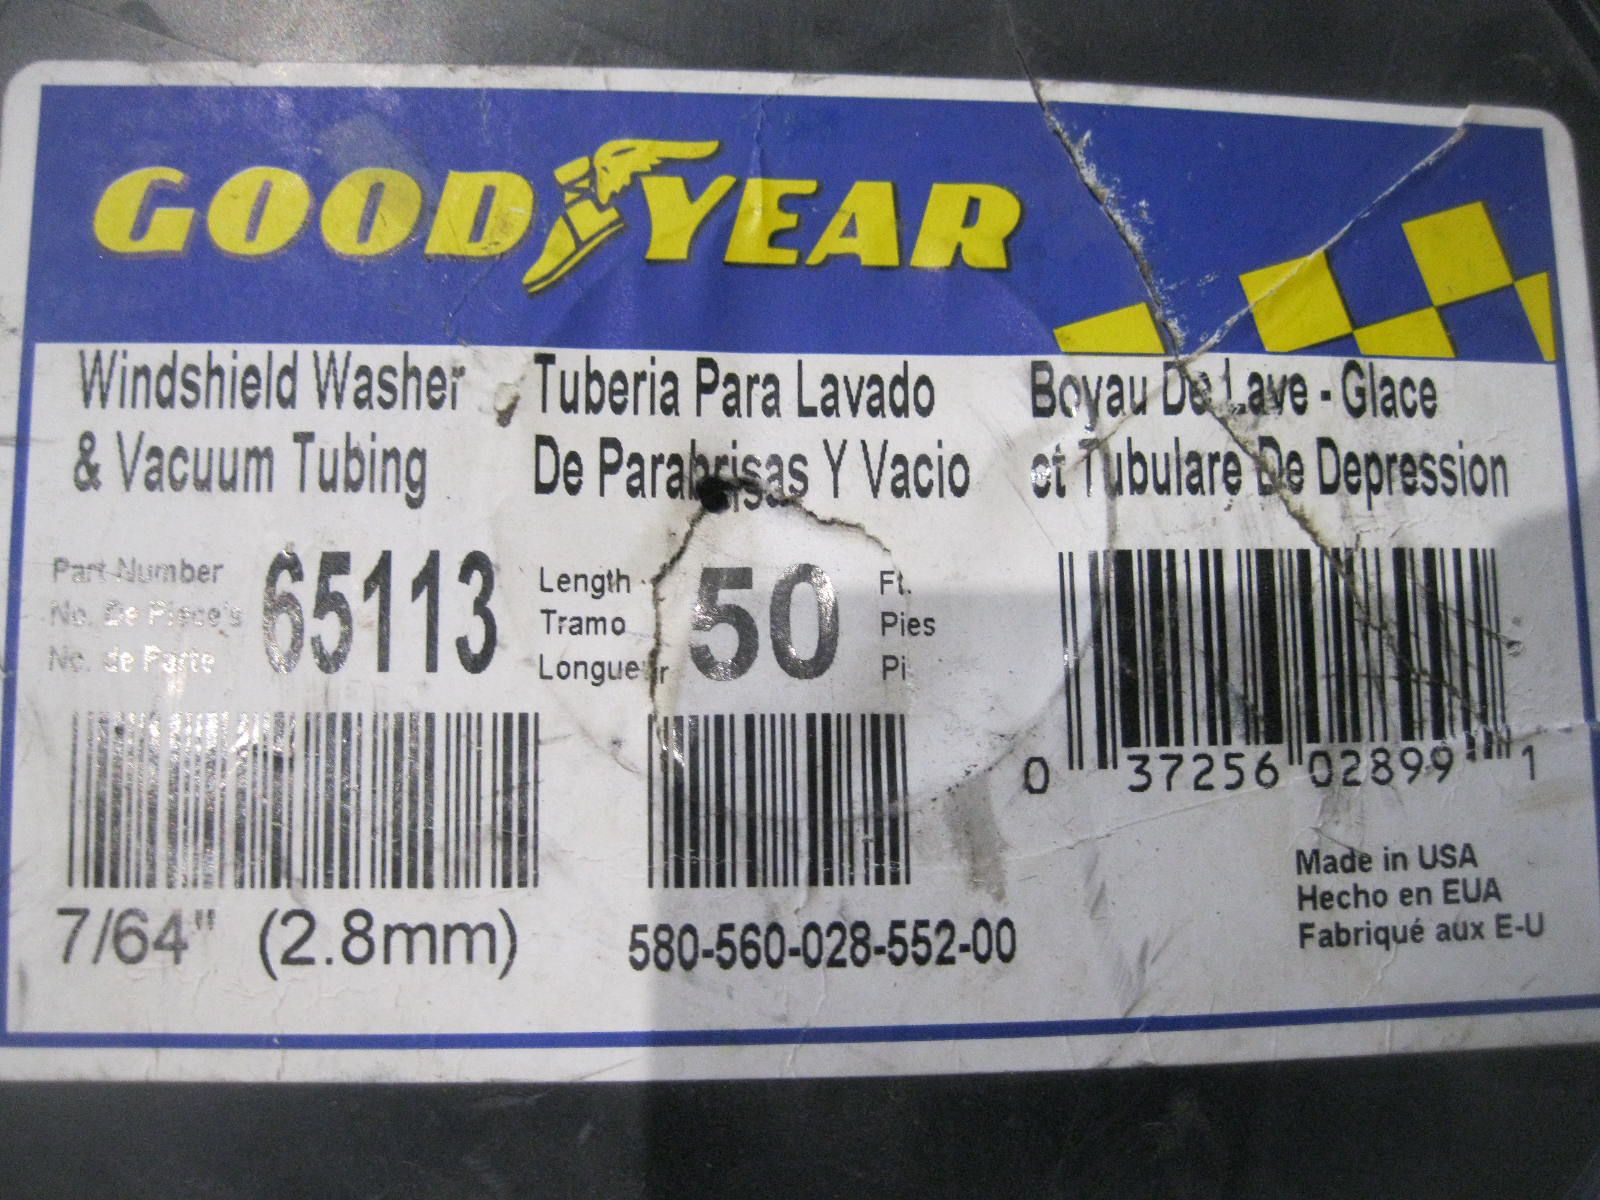 GOODYEAR
Windshield Washer
& Vacuum Tubing
Tuberia Para Lavado
De Parabrisas Y Vacio
Boyau De Lave - Glace
et Tubulare De Depression
Part Number
No. De Piece's
No. de Parte
65113
Length
Tramo
Longueur
50
Ft.
Pies
Pi
7/64" (2.8mm)
580-560-028-552-00
0 37256 02899 1
Made in USA
Hecho en EUA
Fabriqué aux E-U